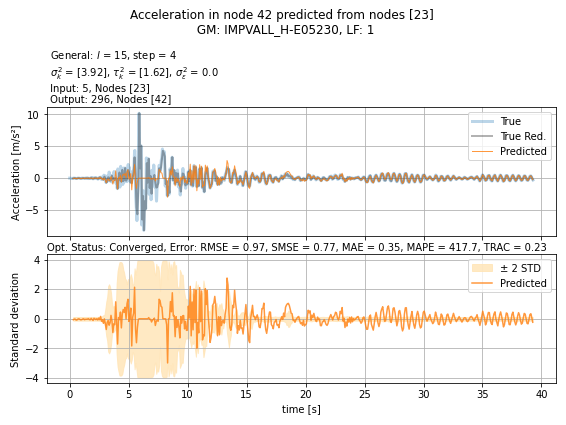 Acceleration in node 42 predicted from nodes [23]
GM: IMPVALL_H-E05230, LF: 1
General: l = 15, step = 4
σ²ₖ = [3.92], τ²ₖ = [1.62], σ²ε = 0.0
Input: 5, Nodes [23]
Output: 296, Nodes [42]
Acceleration [m/s²]
10
5
0
−5
True
True Red.
Predicted
Opt. Status: Converged, Error: RMSE = 0.97, SMSE = 0.77, MAE = 0.35, MAPE = 417.7, TRAC = 0.23
Standard deviation
4
2
0
−2
−4
± 2 STD
Predicted
0 5 10 15 20 25 30 35 40
time [s]